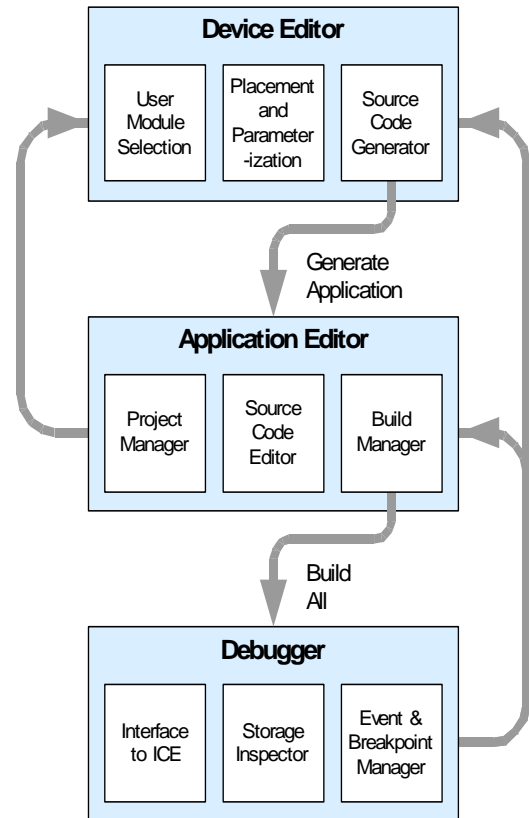 Device Editor
User
Module
Selection
Placement
and
Parameter
-ization
Source
Code
Generator
Generate
Application
Application Editor
Project
Manager
Source
Code
Editor
Build
Manager
Build
All
Debugger
Interface
to ICE
Storage
Inspector
Event &
Breakpoint
Manager